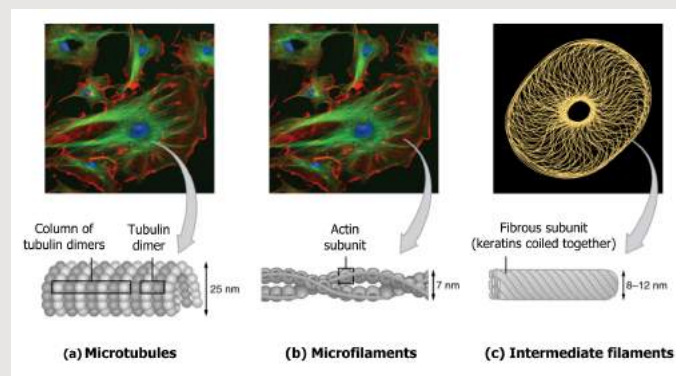 Column of
tubulin dimers
Tubulin
dimer
25 nm
(a) Microtubules
Actin
subunit
7 nm
(b) Microfilaments
Fibrous subunit
(keratins coiled together)
8–12 nm
(c) Intermediate filaments